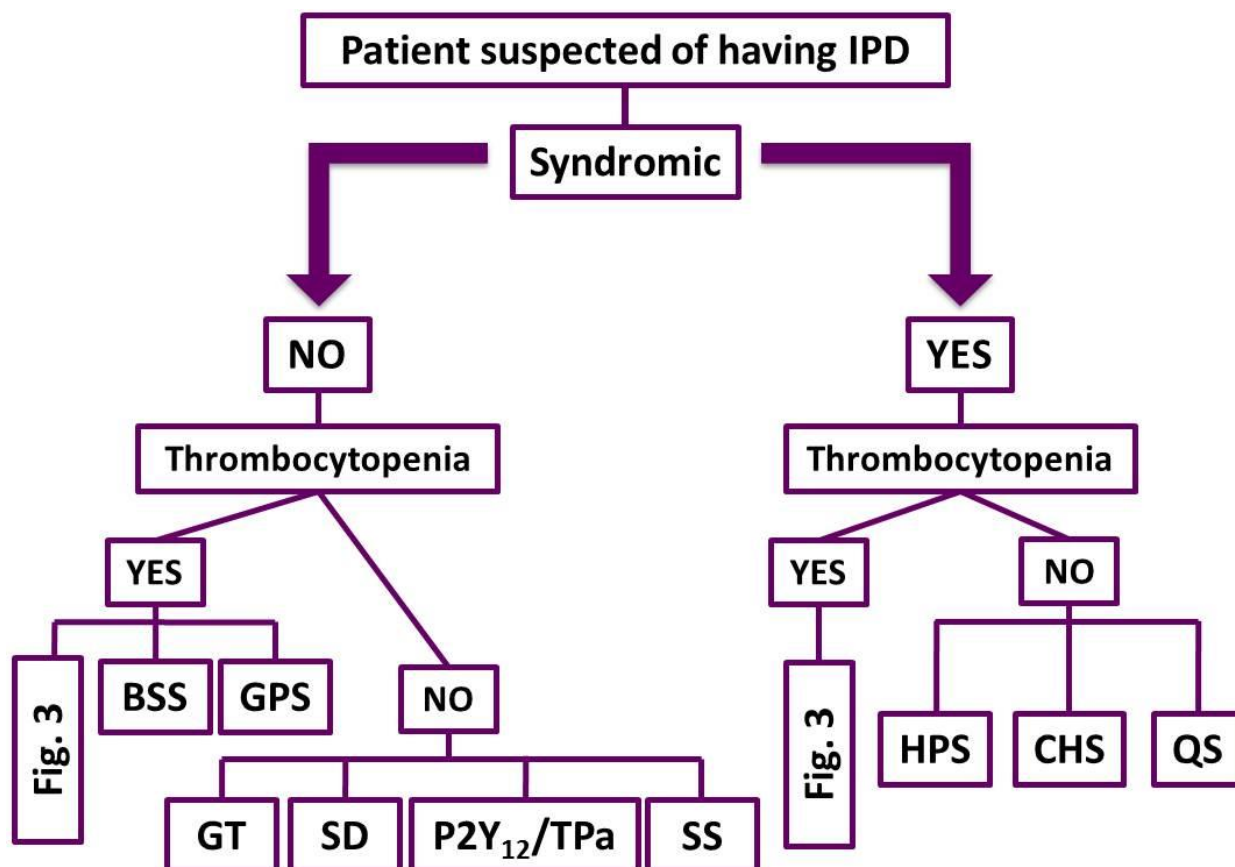 Patient suspected of having IPD
Syndromic
NO
YES
Thrombocytopenia
Thrombocytopenia
YES
NO
YES
NO
Fig. 3
BSS
GPS
Fig. 3
HPS
CHS
QS
GT
SD
P2Y₁₂/TPa
SS